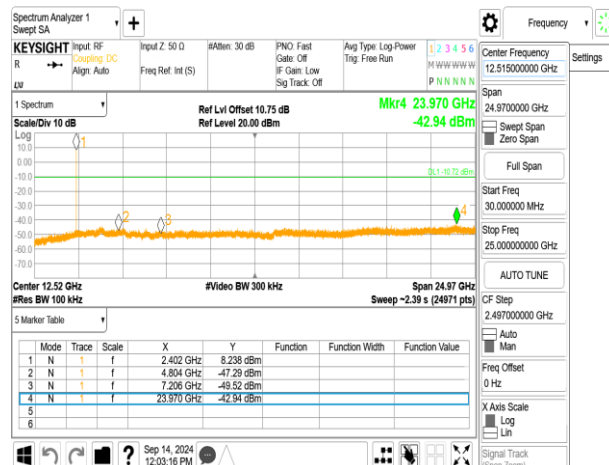 Spectrum Analyzer 1
Swept SA
Frequency
KEYSIGHT
R
Input: RF
Coupling: DC
Align: Auto
Input Z: 50 Ω
Freq Ref: Int (S)
#Atten: 30 dB
PNO: Fast
Gate: Off
IF Gain: Low
Sig Track: Off
Avg Type: Log-Power
Trig: Free Run
1 2 3 4 5 6
M W W W W W
P N N N N N
1 Spectrum
Scale/Div 10 dB
Ref Lvl Offset 10.75 dB
Ref Level 20.00 dBm
Mkr4 23.970 GHz
-42.94 dBm
Log
10.0
0.00
-10.0
-20.0
-30.0
-40.0
-50.0
-60.0
-70.0
1
2
3
4
DL1 -10.72 dBm
Center 12.52 GHz
#Res BW 100 kHz
#Video BW 300 kHz
Span 24.97 GHz
Sweep ~2.39 s (24971 pts)
5 Marker Table
Mode Trace Scale X Y Function Function Width Function Value
1 N 1 f 2.402 GHz 8.238 dBm
2 N 1 f 4.804 GHz -47.29 dBm
3 N 1 f 7.206 GHz -49.52 dBm
4 N 1 f 23.970 GHz -42.94 dBm
5
6
Sep 14, 2024
12:03:16 PM
Center Frequency
12.515000000 GHz
Settings
Span
24.9700000 GHz
Swept Span
Zero Span
Full Span
Start Freq
30.000000 MHz
Stop Freq
25.000000000 GHz
AUTO TUNE
CF Step
2.497000000 GHz
Auto
Man
Freq Offset
0 Hz
X Axis Scale
Log
Lin
Signal Track